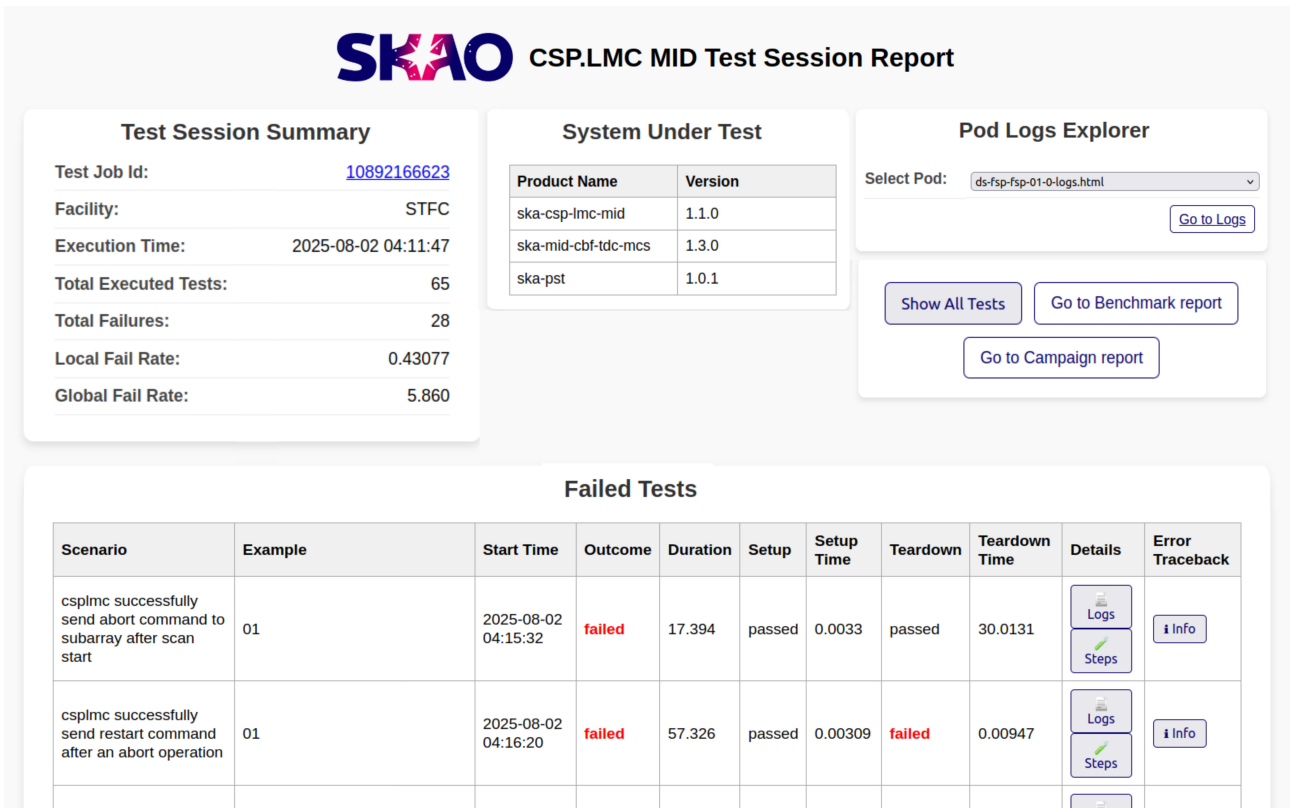 SKAO CSP.LMC MID Test Session Report
Test Session Summary
Test Job Id: 10892166623
Facility: STFC
Execution Time: 2025-08-02 04:11:47
Total Executed Tests: 65
Total Failures: 28
Local Fail Rate: 0.43077
Global Fail Rate: 5.860
System Under Test
Product Name Version
ska-csp-lmc-mid 1.1.0
ska-mid-cbf-tdc-mcs 1.3.0
ska-pst 1.0.1
Pod Logs Explorer
Select Pod: ds-fsp-fsp-01-0-logs.html
Go to Logs
Show All Tests Go to Benchmark report
Go to Campaign report
Failed Tests
Scenario Example Start Time Outcome Duration Setup Setup Time Teardown Teardown Time Details Error Traceback
csplmc successfully
send abort command to
subarray after scan
start
01
2025-08-02
04:15:32
failed 17.394 passed 0.0033 passed 30.0131
Logs
Steps
i Info
csplmc successfully
send restart command
after an abort operation
01
2025-08-02
04:16:20
failed 57.326 passed 0.00309 failed 0.00947
Logs
Steps
i Info